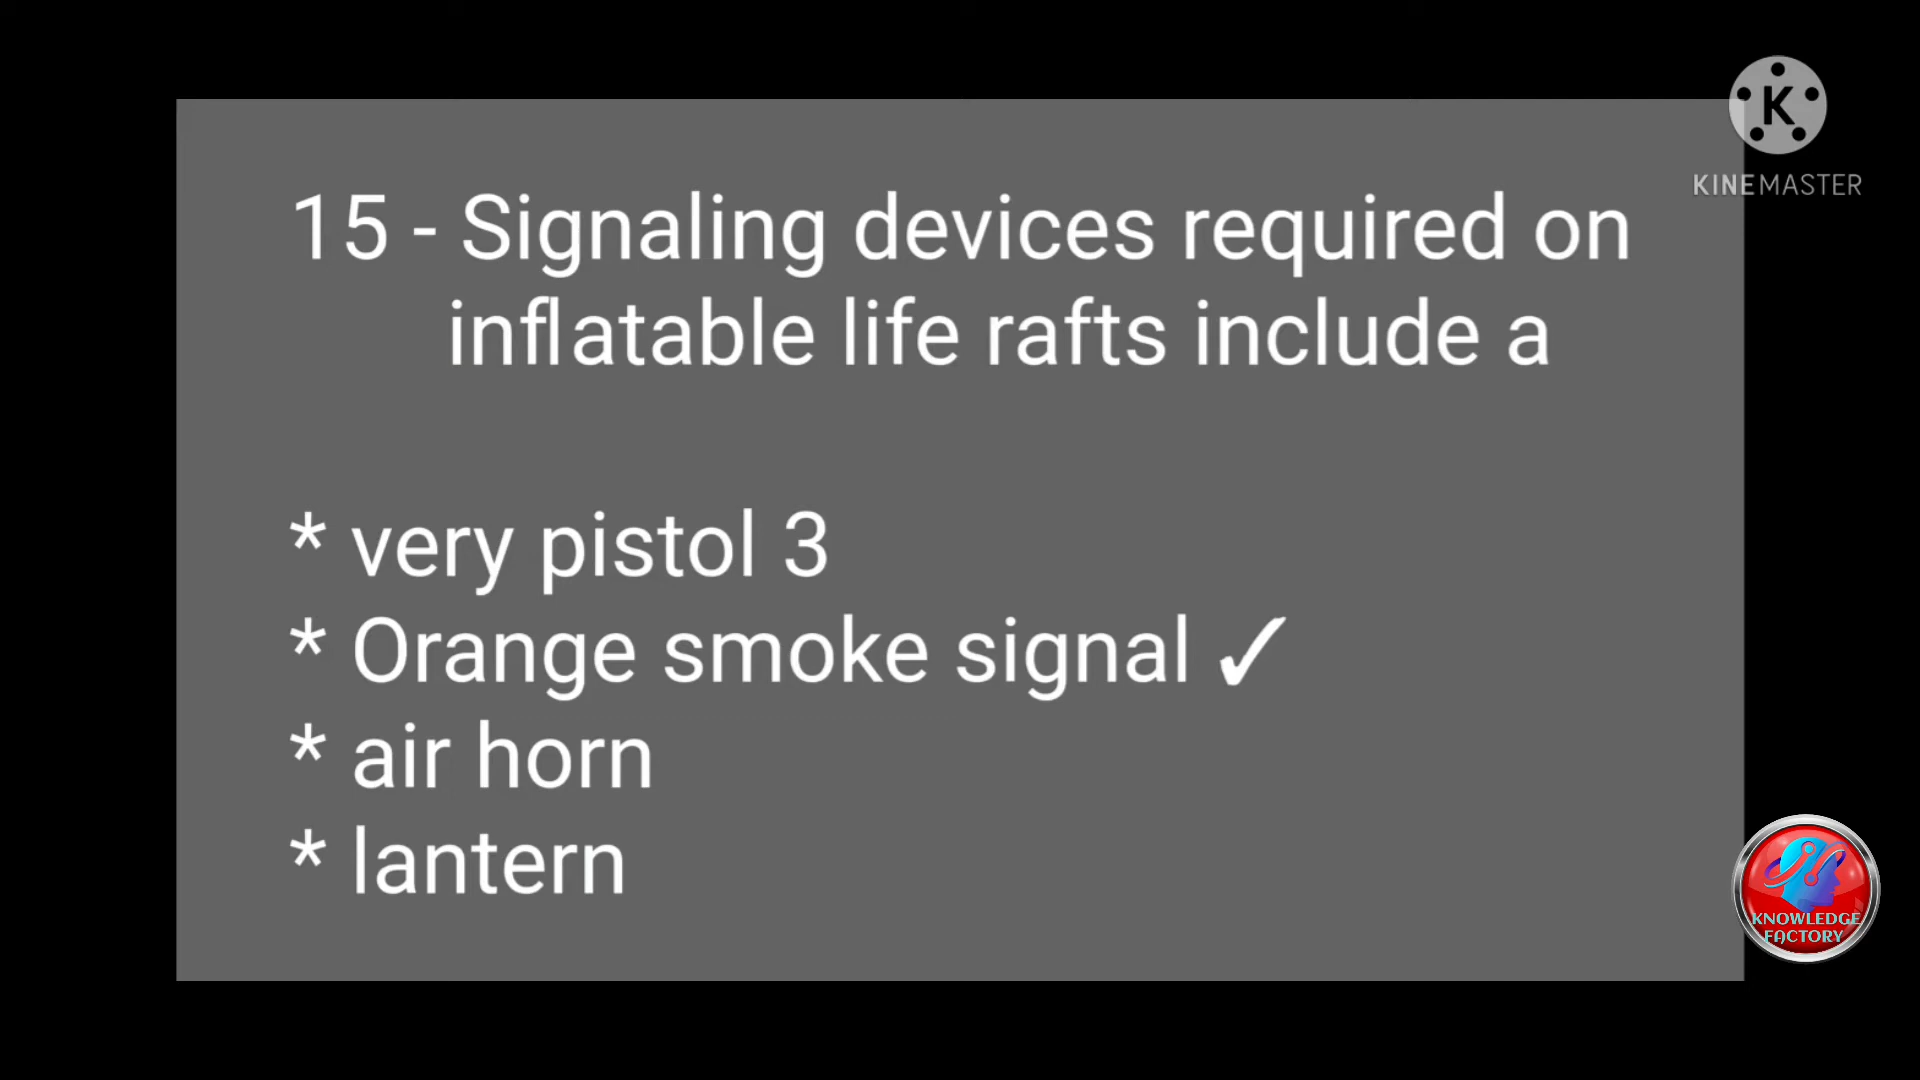 K
KINEMASTER
15 - Signaling devices required on
inflatable life rafts include a
* very pistol 3
* Orange smoke signal ✓
* air horn
* lantern
KNOWLEDGE
FACTORY